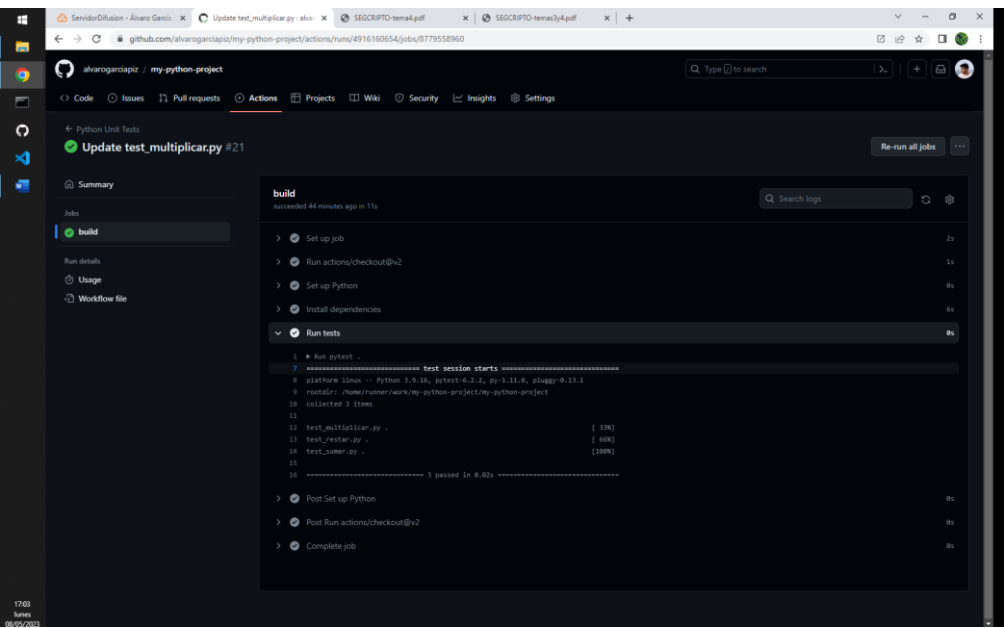 ServidorDifusion - Álvaro García
Update test_multiplicar.py - alva
SEGCRIPTO-tema4.pdf
SEGCRIPTO-temas3y4.pdf
github.com/alvarogarciapiz/my-python-project/actions/runs/4916160654/jobs/8779558960
alvarogarciapiz / my-python-project
Type / to search
Code Issues Pull requests Actions Projects Wiki Security Insights Settings
Python Unit Tests
Update test_multiplicar.py #21
Re-run all jobs
Summary
Jobs
build
Run details
Usage
Workflow file
build
succeeded 44 minutes ago in 11s
Search logs
Set up job 2s
Run actions/checkout@v2 1s
Set up Python 0s
Install dependencies 6s
Run tests 0s
1 Run pytest .
7 ============================ test session starts =============================
8 platform linux -- Python 3.9.16, pytest-6.2.2, py-1.11.0, pluggy-0.13.1
9 rootdir: /home/runner/work/my-python-project/my-python-project
10 collected 3 items
11
12 test_multiplicar.py . [ 33%]
13 test_restar.py . [ 66%]
14 test_sumar.py . [100%]
15
16 ============================= 3 passed in 0.02s ==============================
Post Set up Python 0s
Post Run actions/checkout@v2 0s
Complete job 0s
17:03
lunes
08/05/2023